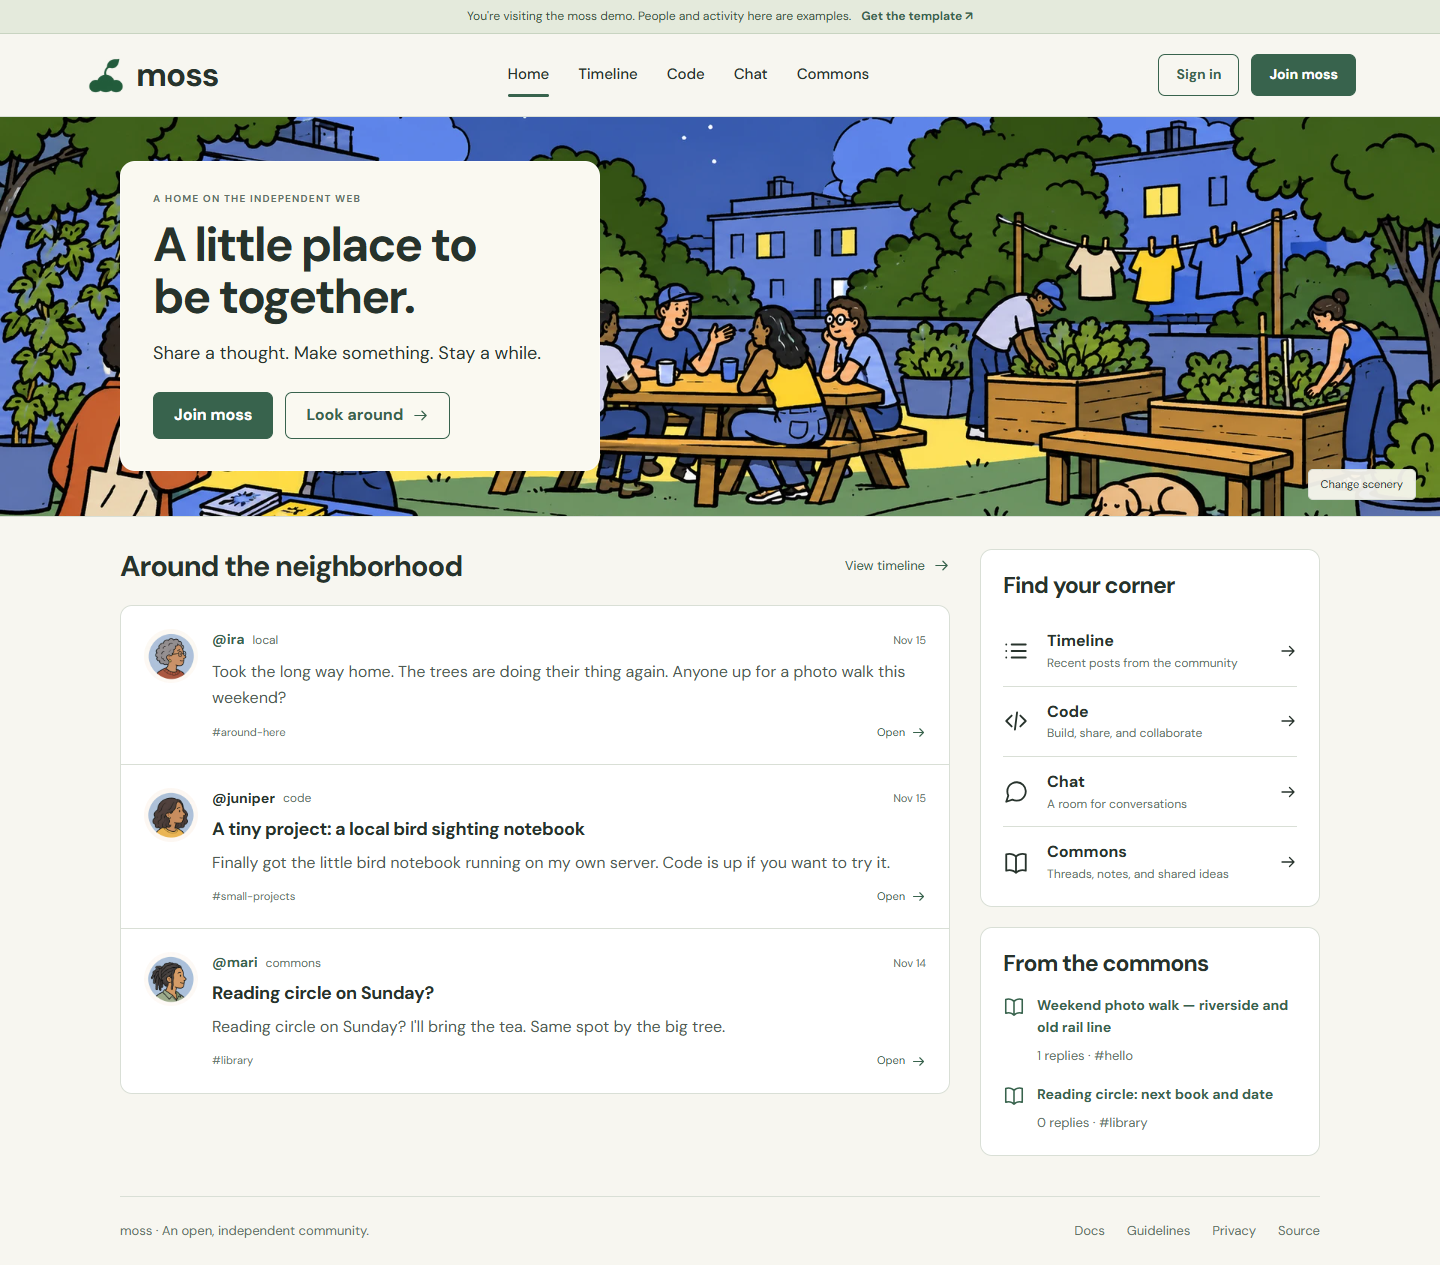 You're visiting the moss demo. People and activity here are examples. Get the template ↗
moss
Home Timeline Code Chat Commons
Sign in Join moss
A HOME ON THE INDEPENDENT WEB
A little place to
be together.
Share a thought. Make something. Stay a while.
Join moss Look around →
Change scenery
Around the neighborhood
View timeline →
@ira local Nov 15
Took the long way home. The trees are doing their thing again. Anyone up for a photo walk this
weekend?
#around-here Open →
@juniper code Nov 15
A tiny project: a local bird sighting notebook
Finally got the little bird notebook running on my own server. Code is up if you want to try it.
#small-projects Open →
@mari commons Nov 14
Reading circle on Sunday?
Reading circle on Sunday? I'll bring the tea. Same spot by the big tree.
#library Open →
Find your corner
Timeline
Recent posts from the community
Code
Build, share, and collaborate
Chat
A room for conversations
Commons
Threads, notes, and shared ideas
From the commons
Weekend photo walk — riverside and
old rail line
1 replies · #hello
Reading circle: next book and date
0 replies · #library
moss · An open, independent community.
Docs Guidelines Privacy Source